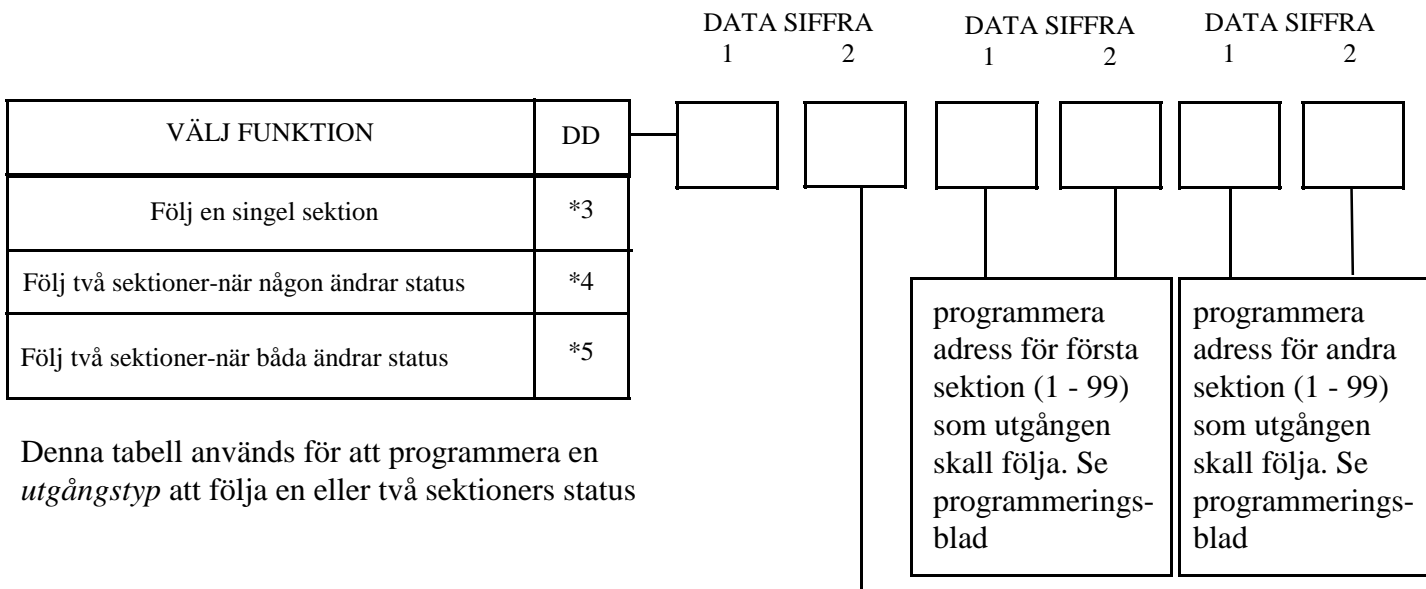 DATA SIFFRA DATA SIFFRA DATA SIFFRA
1 2 1 2 1 2
VÄLJ FUNKTION DD
Följ en singel sektion *3
Följ två sektioner-när någon ändrar status *4
Följ två sektioner-när båda ändrar status *5
Denna tabell används för att programmera en
utgångstyp att följa en eller två sektioners status
programmera
adress för första
sektion (1 - 99)
som utgången
skall följa. Se
programmerings-
blad
programmera
adress för andra
sektion (1 - 99)
som utgången
skall följa. Se
programmerings-
blad